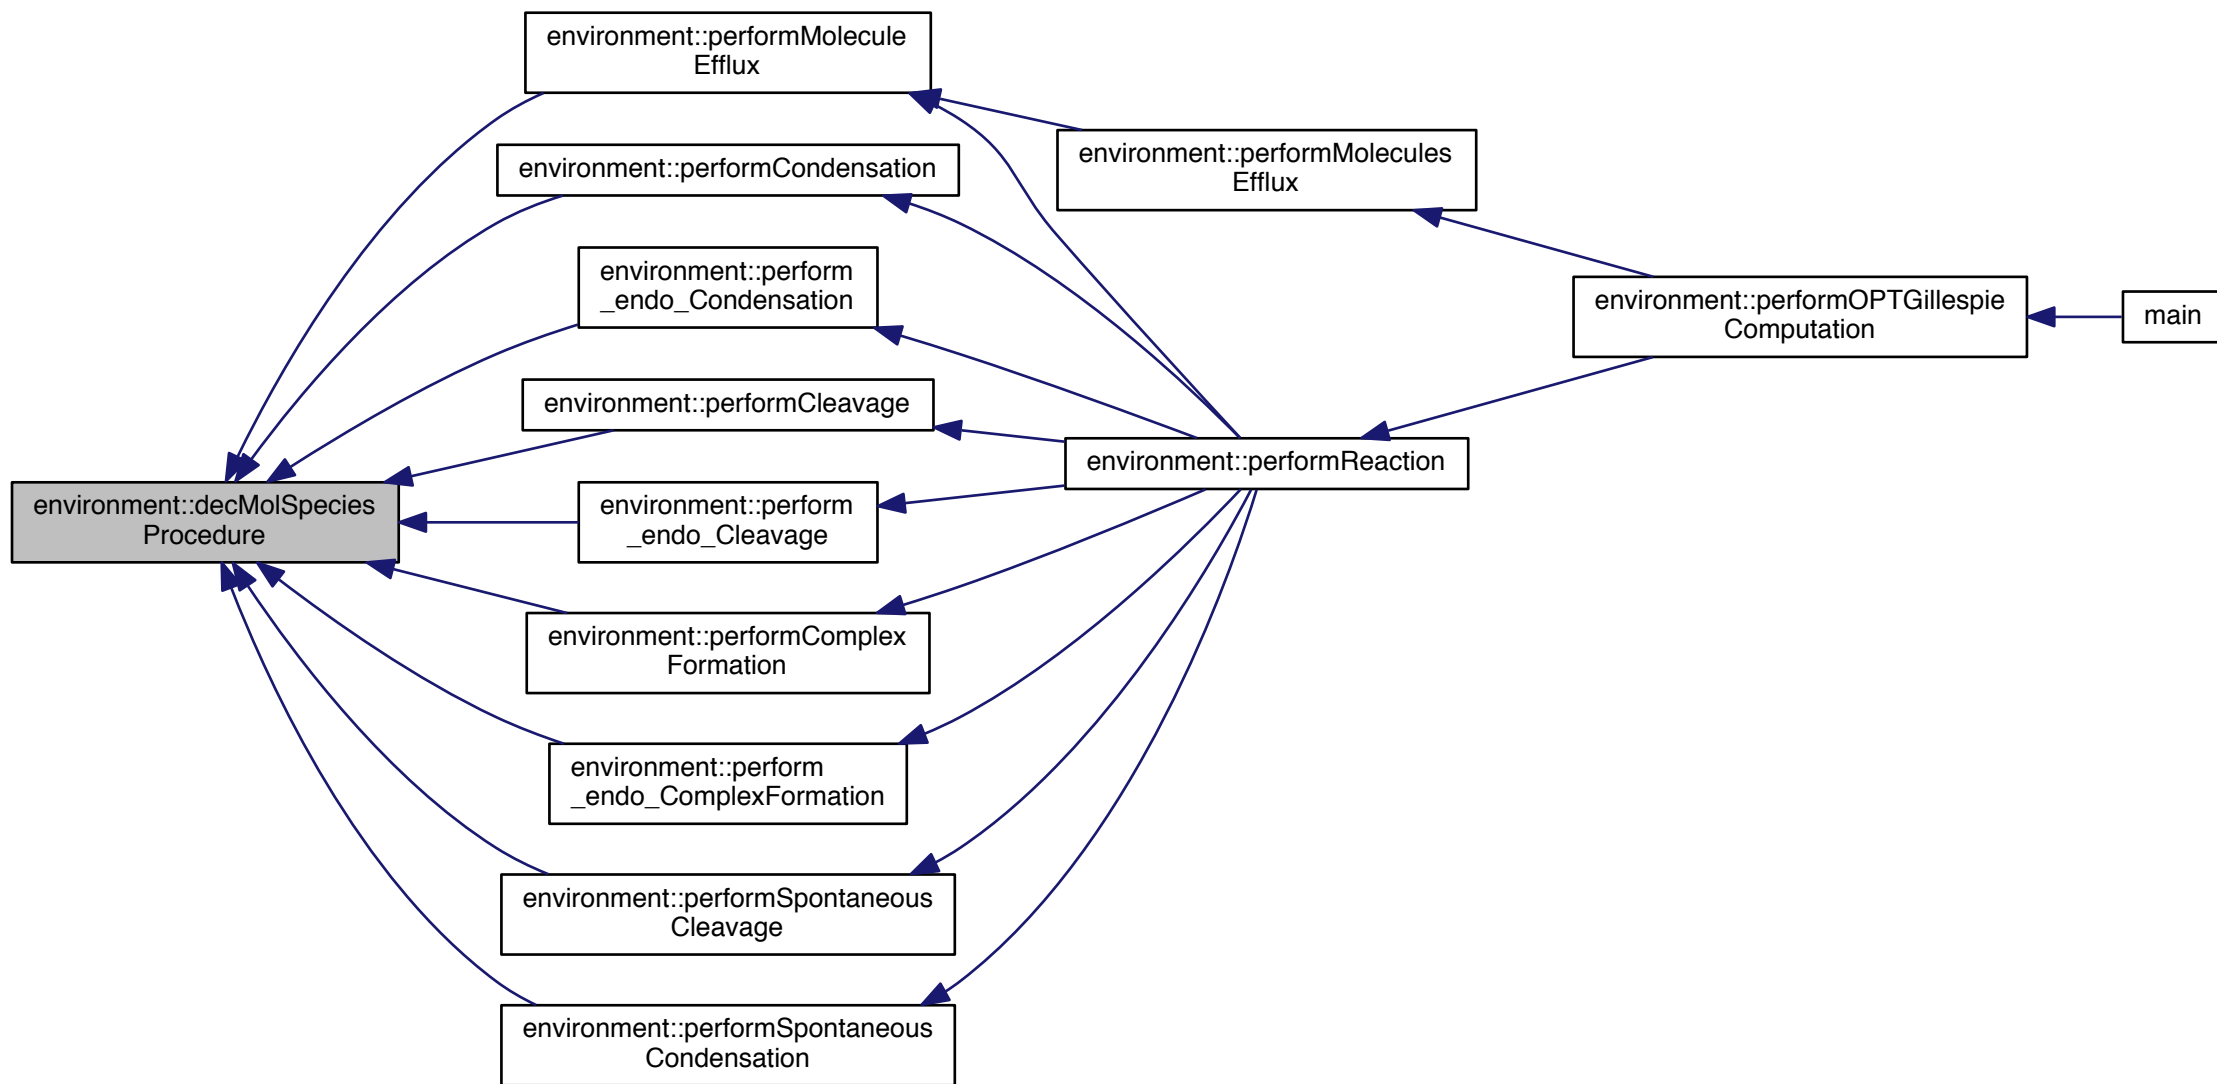 environment::performMolecule
Efflux
environment::performCondensation
environment::perform
_endo_Condensation
environment::performCleavage
environment::decMolSpecies
Procedure
environment::perform
_endo_Cleavage
environment::performComplex
Formation
environment::perform
_endo_ComplexFormation
environment::performSpontaneous
Cleavage
environment::performSpontaneous
Condensation
environment::performMolecules
Efflux
environment::performReaction
environment::performOPTGillespie
Computation
main